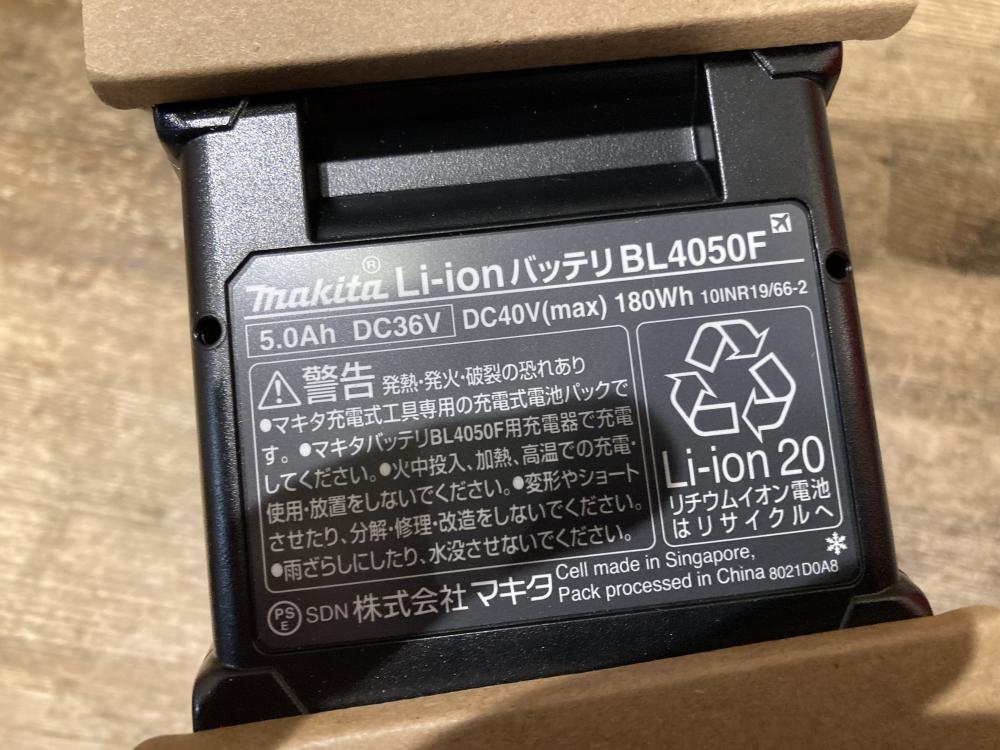 makita® Li-ionバッテリ BL4050F
5.0Ah DC36V DC40V(max) 180Wh 10INR19/66-2
警告 発熱・発火・破裂の恐れあり
●マキタ充電式工具専用の充電式電池パックで
す。●マキタバッテリBL4050F用充電器で充電
してください。●火中投入、加熱、高温での充電・
使用・放置をしないでください。●変形やショート
させたり、分解・修理・改造をしないでください。
●雨ざらしにしたり、水没させないでください。
Li-ion 20
リチウムイオン電池
はリサイクルへ
PSE SDN 株式会社 マキタ
Cell made in Singapore,
Pack processed in China 8021D0A8